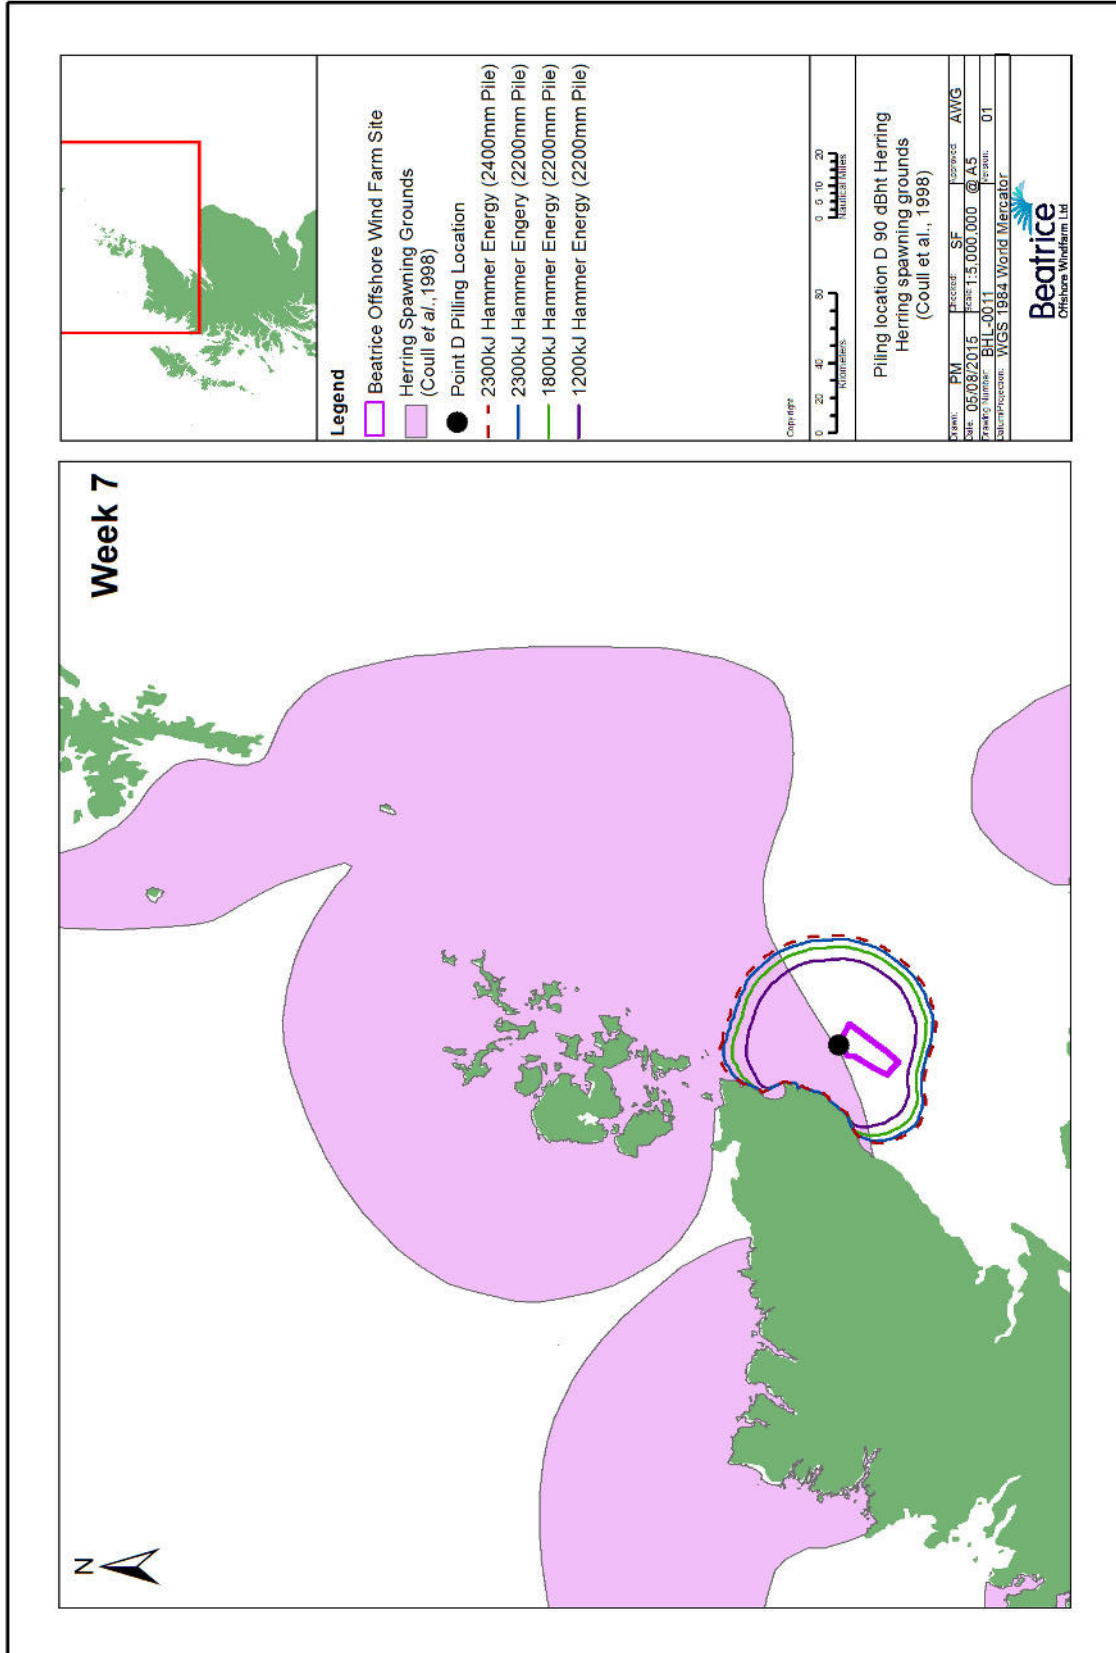 Week 7
N
Legend
Beatrice Offshore Wind Farm Site
Herring Spawning Grounds
(Coull et al.,1998)
Point D Pilling Location
2300kJ Hammer Energy (2400mm Pile)
2300kJ Hammer Engery (2200mm Pile)
1800kJ Hammer Energy (2200mm Pile)
1200kJ Hammer Energy (2200mm Pile)
Copyright
0 20 40 80
Kilometers
0 5 10 20
Nautical Miles
Piling location D 90 dBht Herring
Herring spawning grounds
(Coull et al., 1998)
Drawn: PM Checked: SF Approved: AWG
Date: 05/08/2015 Scale: 1:5,000,000 @ A5
Drawing Number: BHL-0011 Version: 01
Datum/Projection: WGS 1984 World Mercator
Beatrice
Offshore Windfarm Ltd